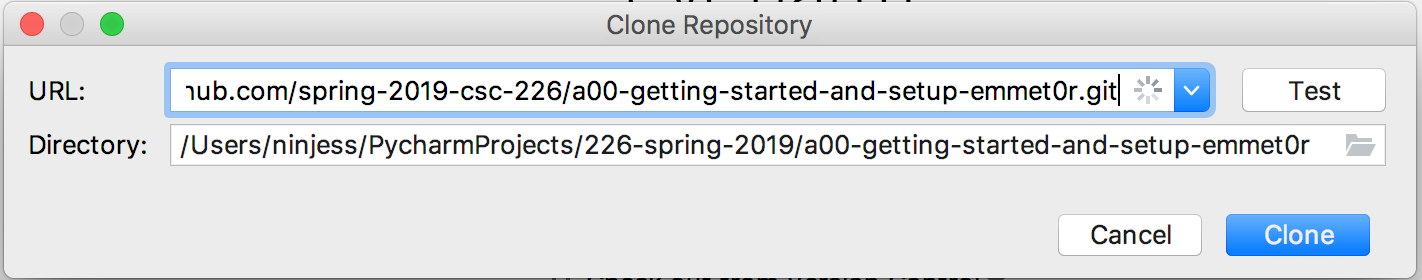 Clone Repository
URL: hub.com/spring-2019-csc-226/a00-getting-started-and-setup-emmet0r.git Test
Directory: /Users/ninjess/PycharmProjects/226-spring-2019/a00-getting-started-and-setup-emmet0r
Cancel Clone